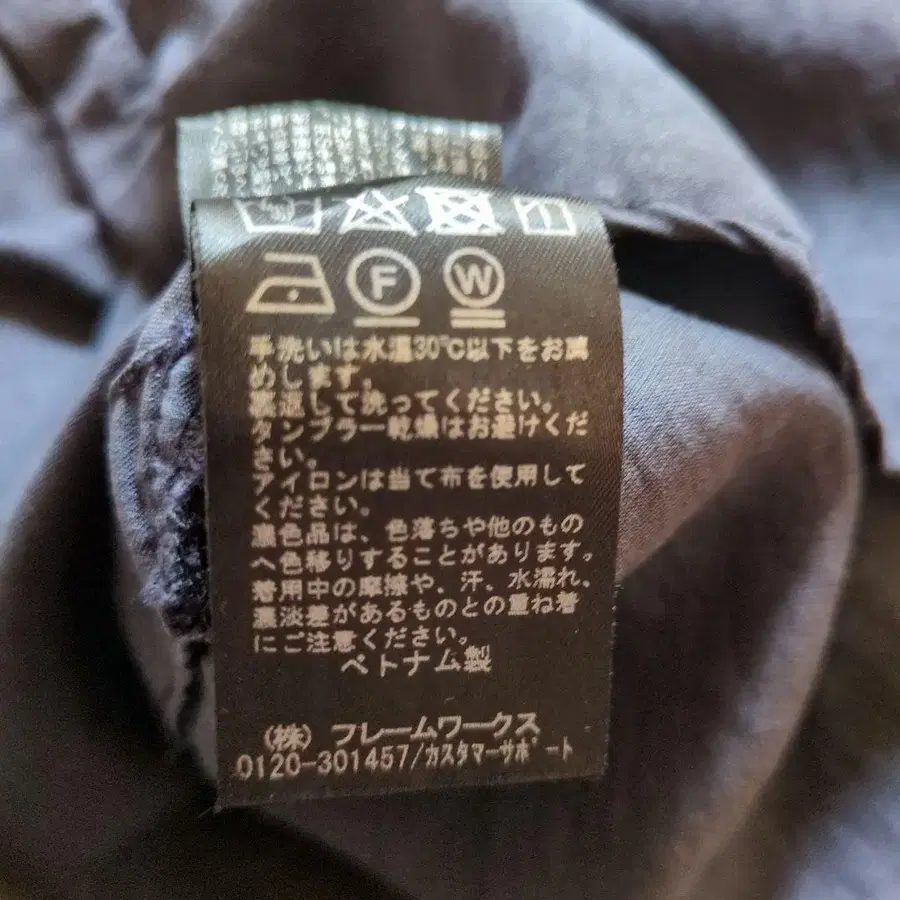 F W
手洗いは水温30℃以下をお薦
めします。
裏返して洗ってください。
タンブラー乾燥はお避けくだ
さい。
アイロンは当て布を使用して
ください。
濃色品は、色落ちや他のもの
へ色移りすることがあります。
着用中の摩擦や、汗、水濡れ、
濃淡差があるものとの重ね着
にご注意ください。
ベトナム製
(株) フレームワークス
0120-301457/カスタマーサポート